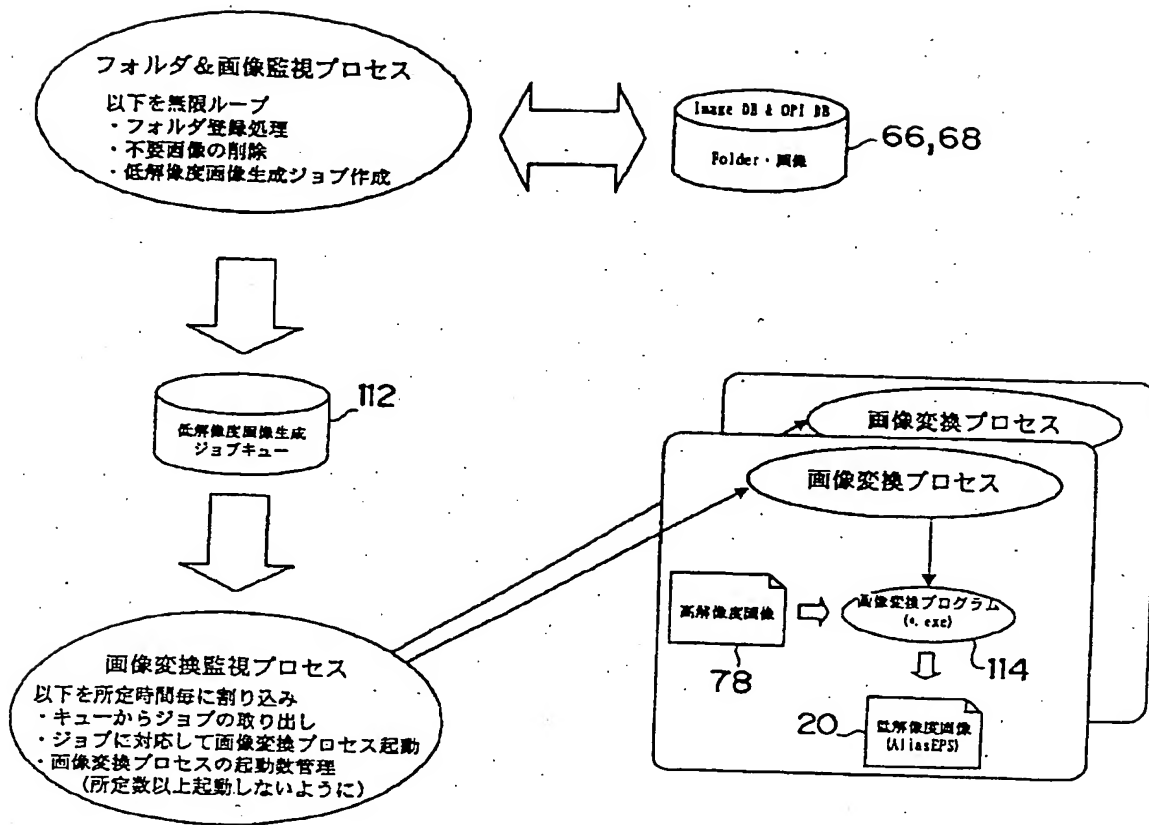 フォルダ&画像監視プロセス
以下を無限ループ
・フォルダ登録処理
・不要画像の削除
・低解像度画像生成ジョブ作成
Image DB & OPI DB
Folder・画像
66,68
112
低解像度画像生成
ジョブキュー
画像変換プロセス
画像変換プロセス
高解像度画像
画像変換プログラム
(*.exe)
78
114
20
低解像度画像
(AliasEPS)
画像変換監視プロセス
以下を所定時間毎に割り込み
・キューからジョブの取り出し
・ジョブに対応して画像変換プロセス起動
・画像変換プロセスの起動数管理
(所定数以上起動しないように)